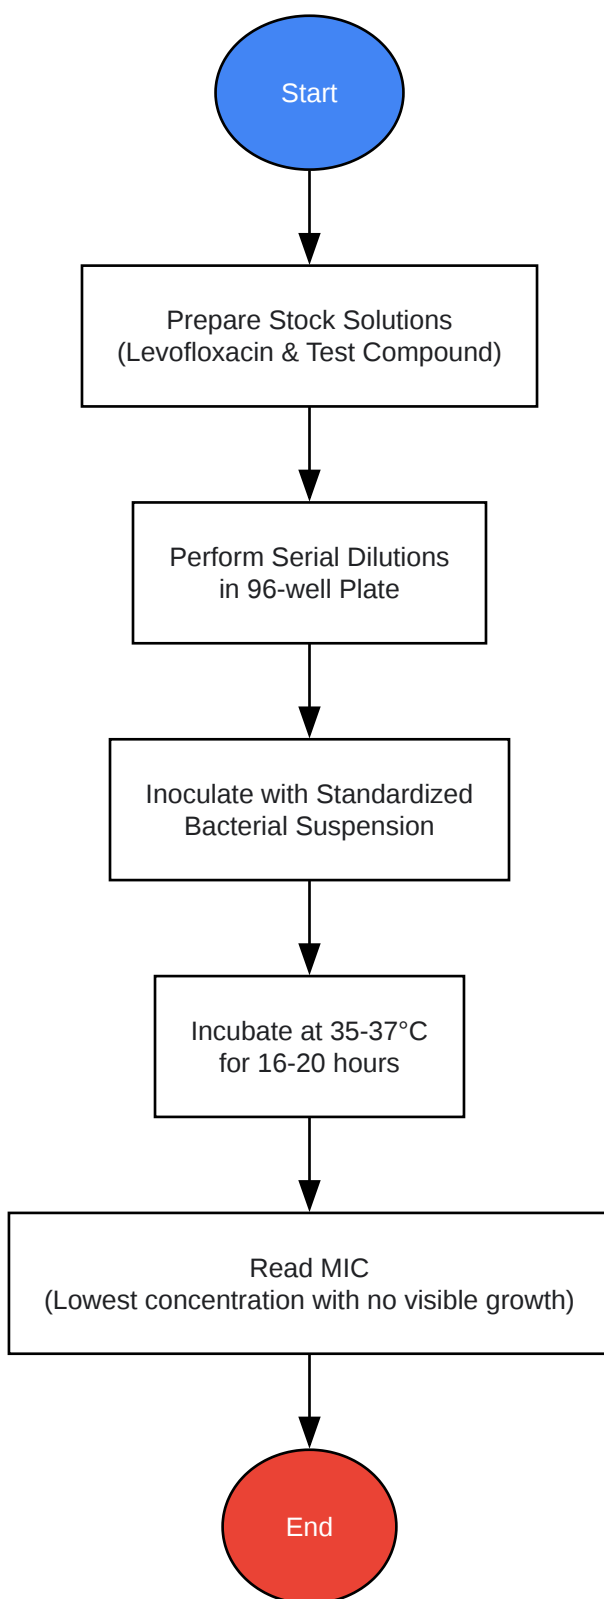 Start
Prepare Stock Solutions
(Levofloxacin & Test Compound)
Perform Serial Dilutions
in 96-well Plate
Inoculate with Standardized
Bacterial Suspension
Incubate at 35-37°C
for 16-20 hours
Read MIC
(Lowest concentration with no visible growth)
End